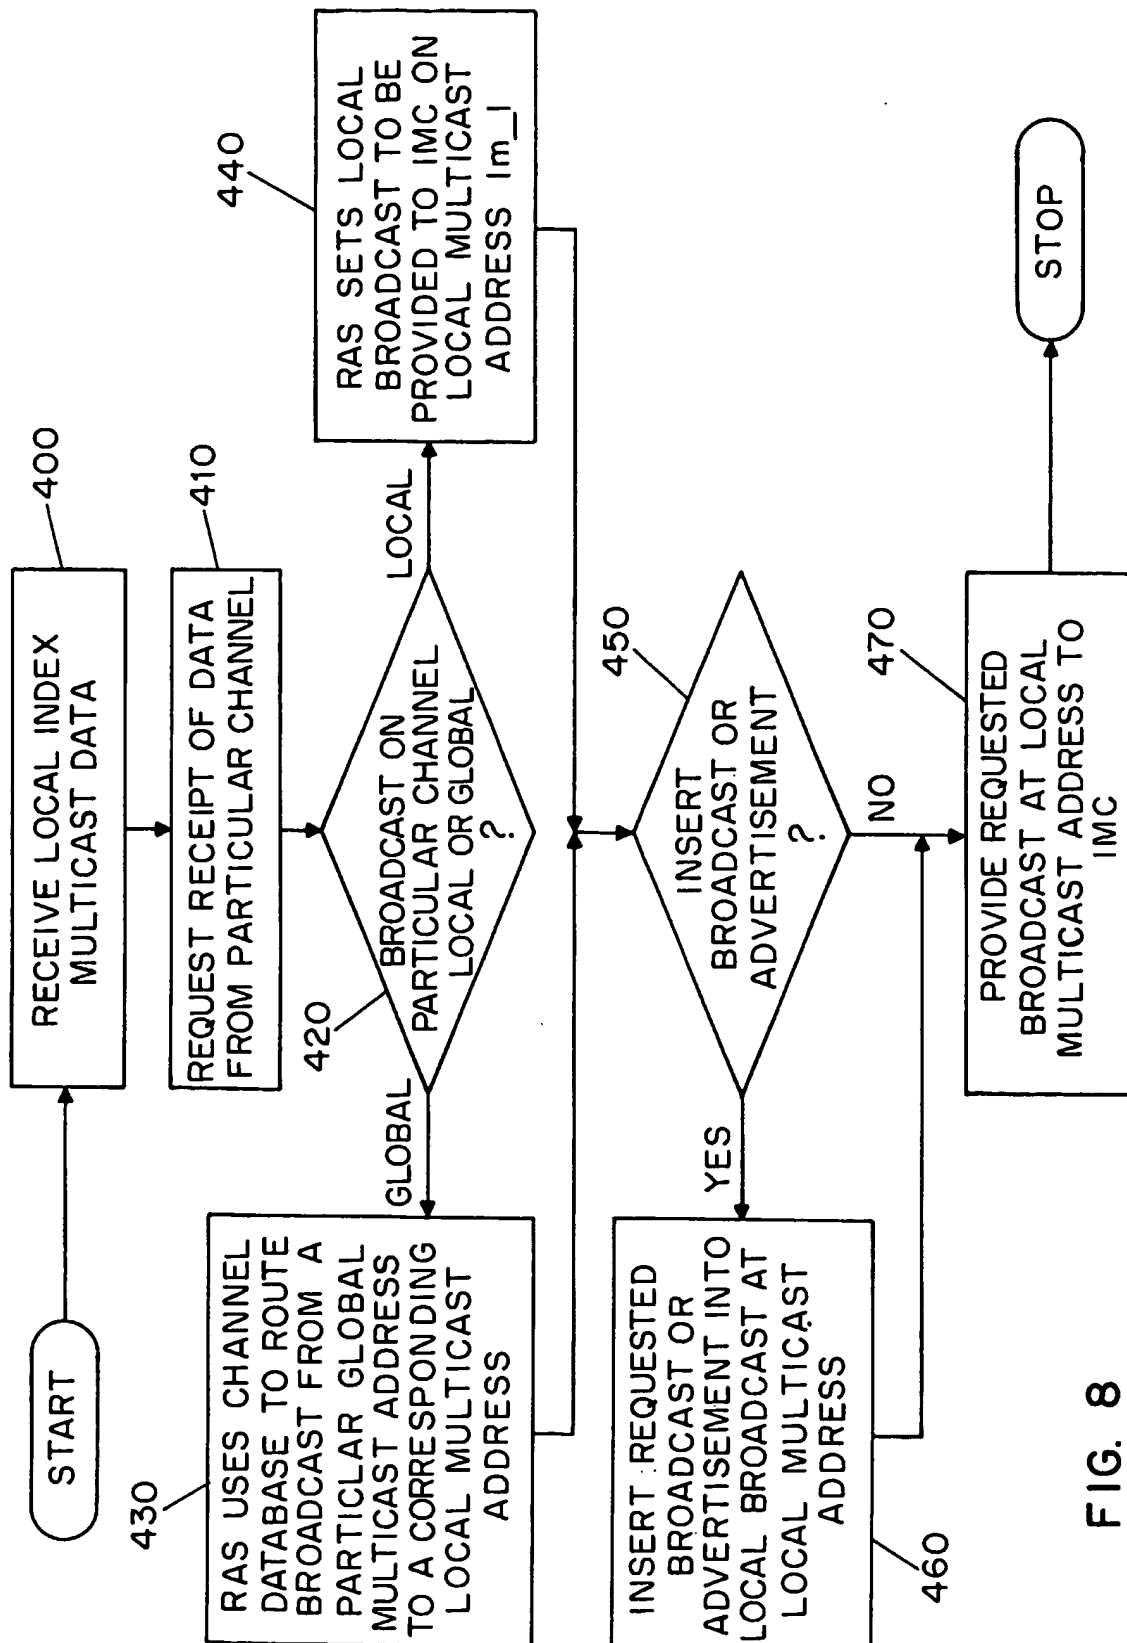 START
RECEIVE LOCAL INDEX
MULTICAST DATA
400
REQUEST RECEIPT OF DATA
FROM PARTICULAR CHANNEL
410
BROADCAST ON
PARTICULAR CHANNEL
LOCAL OR GLOBAL
?
420
GLOBAL
LOCAL
RAS USES CHANNEL
DATABASE TO ROUTE
BROADCAST FROM A
PARTICLAR GLOBAL
MULTICAST ADDRESS
TO A CORRESPONDING
LOCAL MULTICAST
ADDRESS
430
RAS SETS LOCAL
BROADCAST TO BE
PROVIDED TO IMC ON
LOCAL MULTICAST
ADDRESS lm_l
440
INSERT
BROADCAST OR
ADVERTISEMENT
?
450
YES
NO
INSERT REQUESTED
BROADCAST OR
ADVERTISEMENT INTO
LOCAL BROADCAST AT
LOCAL MULTICAST
ADDRESS
460
PROVIDE REQUESTED
BROADCAST AT LOCAL
MULTICAST ADDRESS TO
IMC
470
STOP
FIG. 8